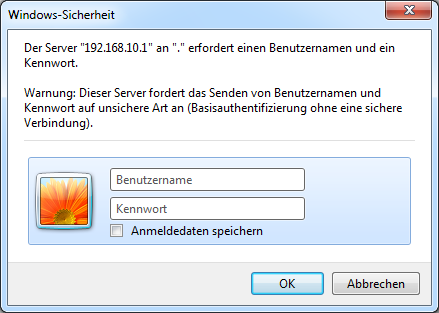 Windows-Sicherheit
Der Server "192.168.10.1" an "." erfordert einen Benutzernamen und ein
Kennwort.
Warnung: Dieser Server fordert das Senden von Benutzernamen und
Kennwort auf unsichere Art an (Basisauthentifizierung ohne eine sichere
Verbindung).
Benutzername
Kennwort
Anmeldedaten speichern
OK
Abbrechen